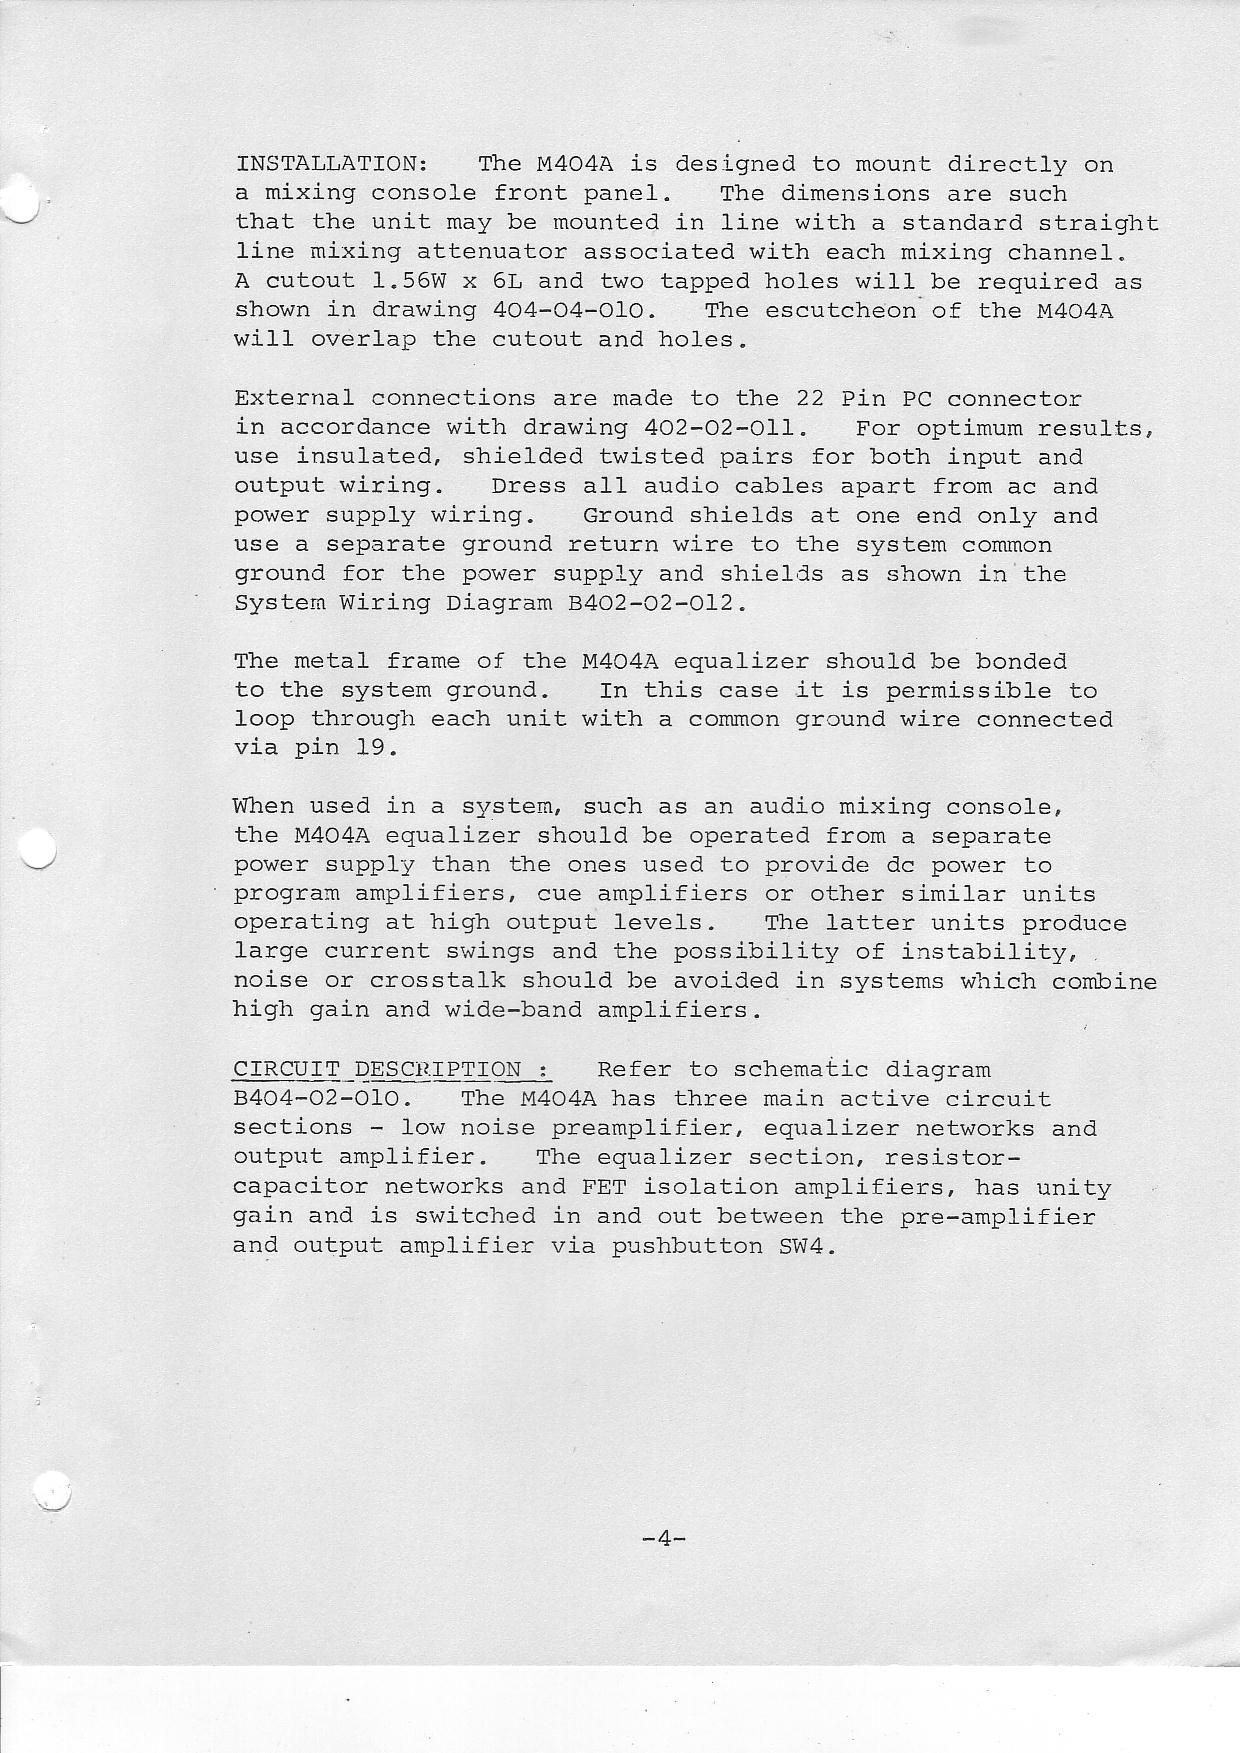 INSTALLATION: The M404A is designed to mount directly on
a mixing console front panel. The dimensions are such
that the unit may be mounted in line with a standard straight
line mixing attenuator associated with each mixing channel.
A cutout 1.56W x 6L and two tapped holes will be required as
shown in drawing 404-04-010. The escutcheon of the M404A
will overlap the cutout and holes.
External connections are made to the 22 Pin PC connector
in accordance with drawing 402-02-011. For optimum results,
use insulated, shielded twisted pairs for both input and
output wiring. Dress all audio cables apart from ac and
power supply wiring. Ground shields at one end only and
use a separate ground return wire to the system common
ground for the power supply and shields as shown in the
System Wiring Diagram B402-02-012.
The metal frame of the M404A equalizer should be bonded
to the system ground. In this case it is permissible to
loop through each unit with a common ground wire connected
via pin 19.
When used in a system, such as an audio mixing console,
the M404A equalizer should be operated from a separate
power supply than the ones used to provide dc power to
program amplifiers, cue amplifiers or other similar units
operating at high output levels. The latter units produce
large current swings and the possibility of instability,
noise or crosstalk should be avoided in systems which combine
high gain and wide-band amplifiers.
CIRCUIT DESCRIPTION : Refer to schematic diagram
B404-02-010. The M404A has three main active circuit
sections - low noise preamplifier, equalizer networks and
output amplifier. The equalizer section, resistor-
capacitor networks and FET isolation amplifiers, has unity
gain and is switched in and out between the pre-amplifier
and output amplifier via pushbutton SW4.
-4-